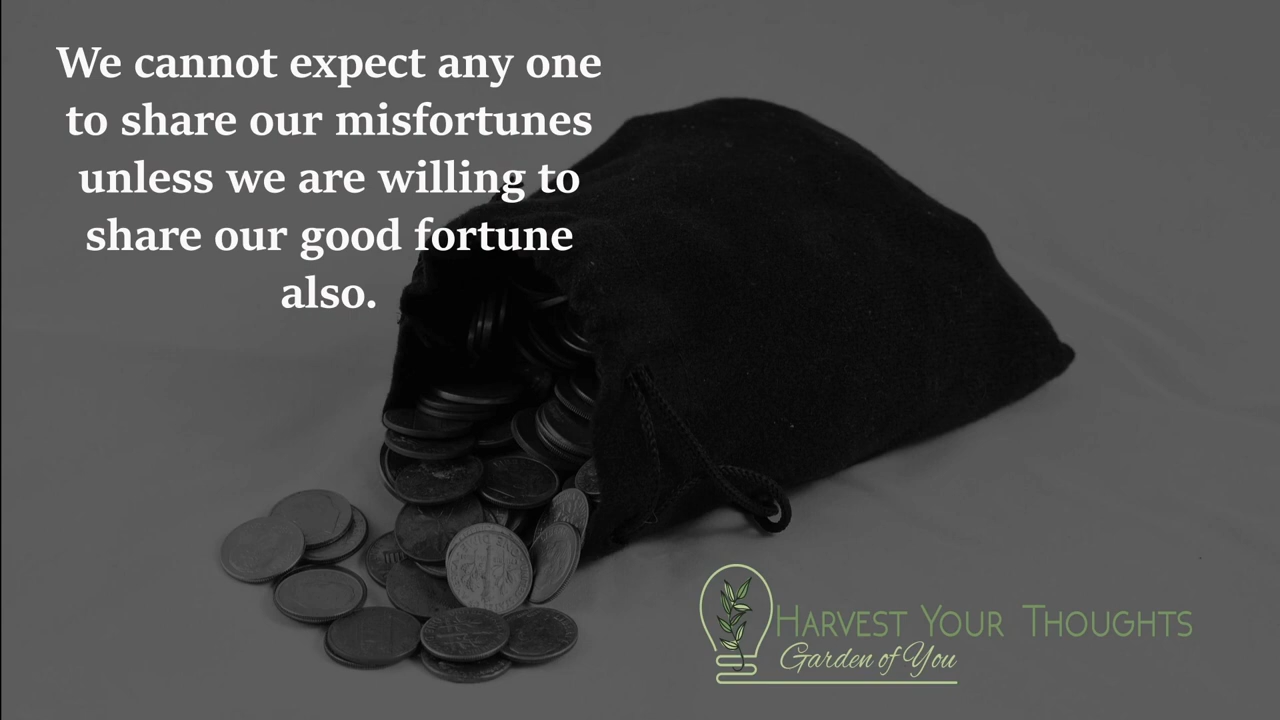 We cannot expect any one
to share our misfortunes
unless we are willing to
share our good fortune
also.
Harvest Your Thoughts
Garden of You